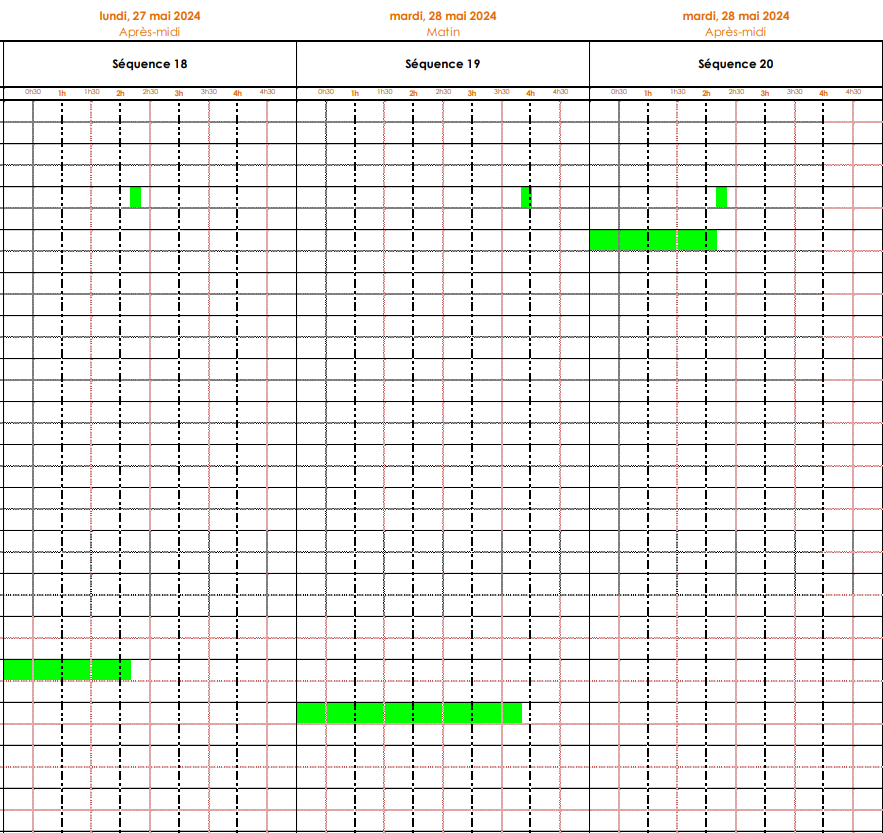 lundi, 27 mai 2024 mardi, 28 mai 2024 mardi, 28 mai 2024
Après-midi Matin Après-midi
Séquence 18 Séquence 19 Séquence 20
0h30 1h 1h30 2h 2h30 3h 3h30 4h 4h30 0h30 1h 1h30 2h 2h30 3h 3h30 4h 4h30 0h30 1h 1h30 2h 2h30 3h 3h30 4h 4h30